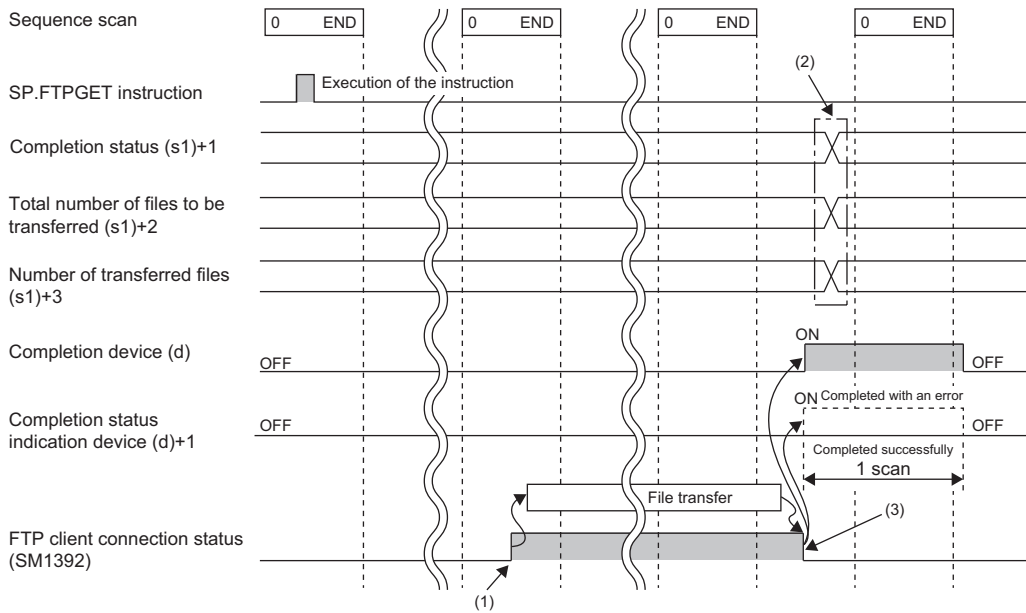 Sequence scan
0 END
0 END
0 END
0 END
(2)
SP.FTPGET instruction
Execution of the instruction
Completion status (s1)+1
Total number of files to be
transferred (s1)+2
Number of transferred files
(s1)+3
ON
Completion device (d)
OFF
OFF
ON
Completed with an error
Completion status
indication device (d)+1
OFF
OFF
Completed successfully
1 scan
File transfer
(3)
FTP client connection status
(SM1392)
(1)